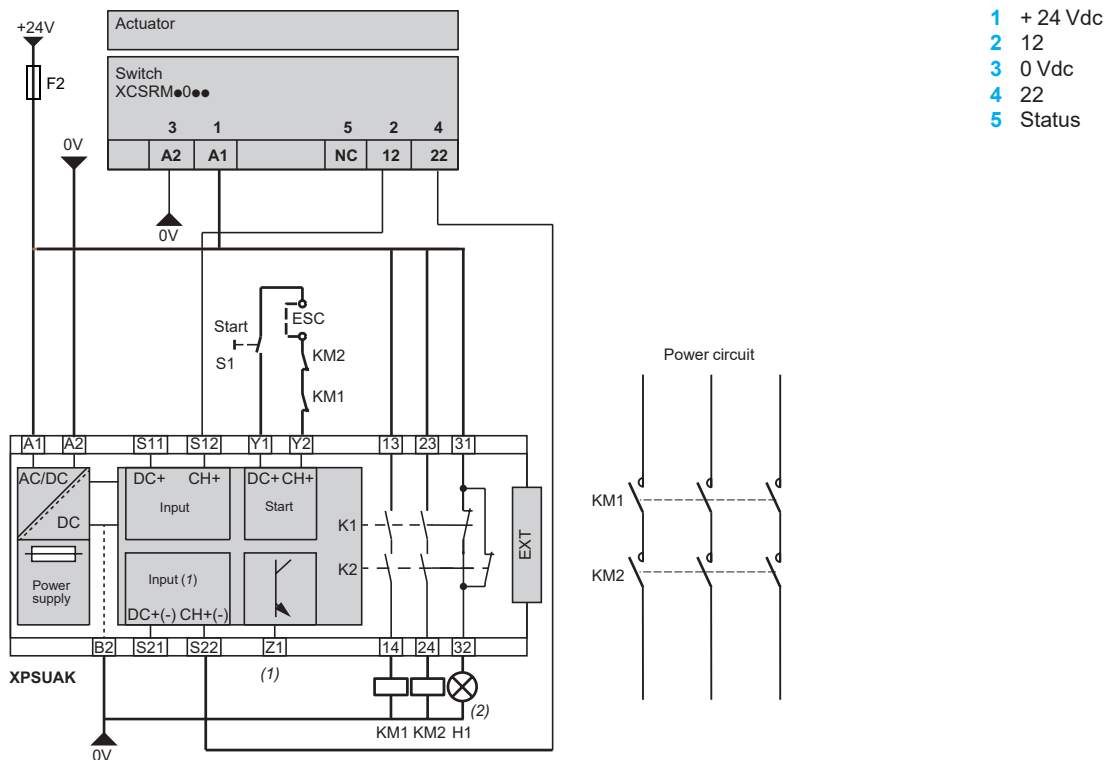 +24V
F2
0V
Actuator
Switch
XCSRM●0●●
3 1 5 2 4
A2 A1 NC 12 22
0V
1 + 24 Vdc
2 12
3 0 Vdc
4 22
5 Status
Start
S1
ESC
KM2
KM1
A1 A2 S11 S12 Y1 Y2 13 23 31
AC/DC
DC
Power
supply
DC+ CH+
Input
DC+ CH+
Start
Input (1)
DC+(-) CH+(-)
K1
K2
EXT
B2 S21 S22 Z1 14 24 32
XPSUAK
(1)
(2)
KM1 KM2 H1
0V
Power circuit
KM1
KM2